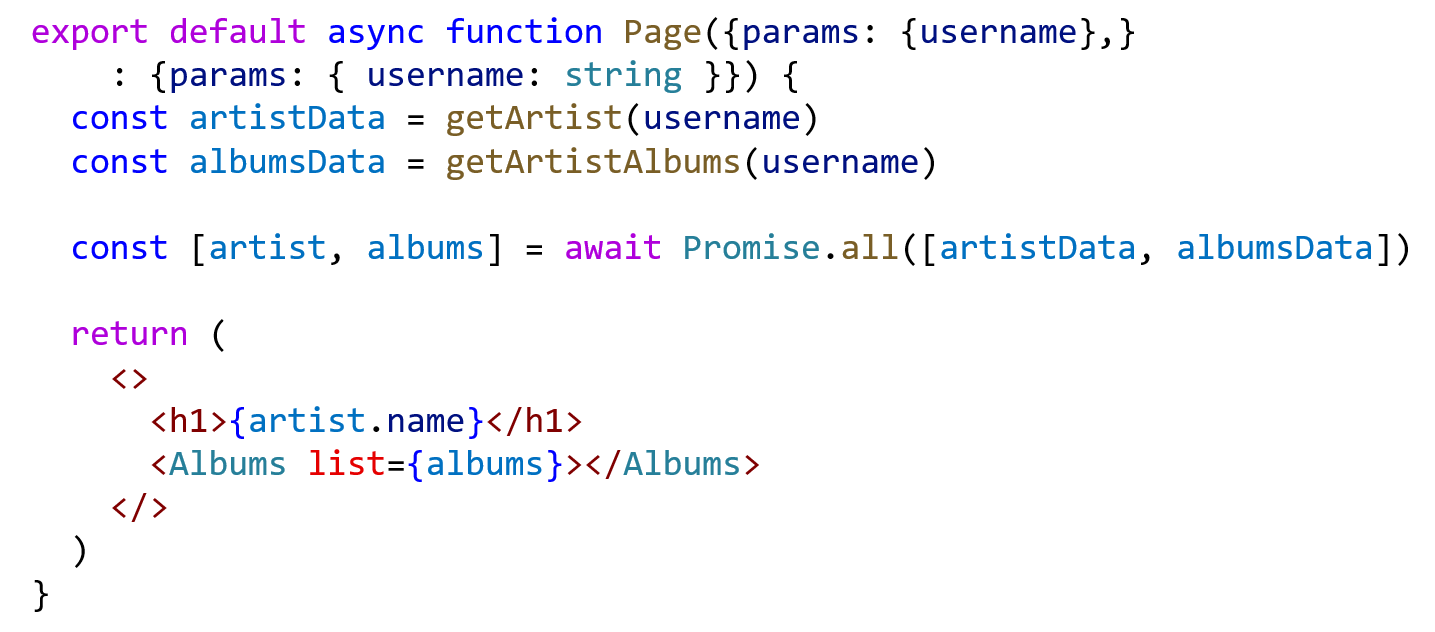 export default async function Page({params: {username},}
    : {params: { username: string }}) {
  const artistData = getArtist(username)
  const albumsData = getArtistAlbums(username)

  const [artist, albums] = await Promise.all([artistData, albumsData])

  return (
    <>
      <h1>{artist.name}</h1>
      <Albums list={albums}></Albums>
    </>
  )
}